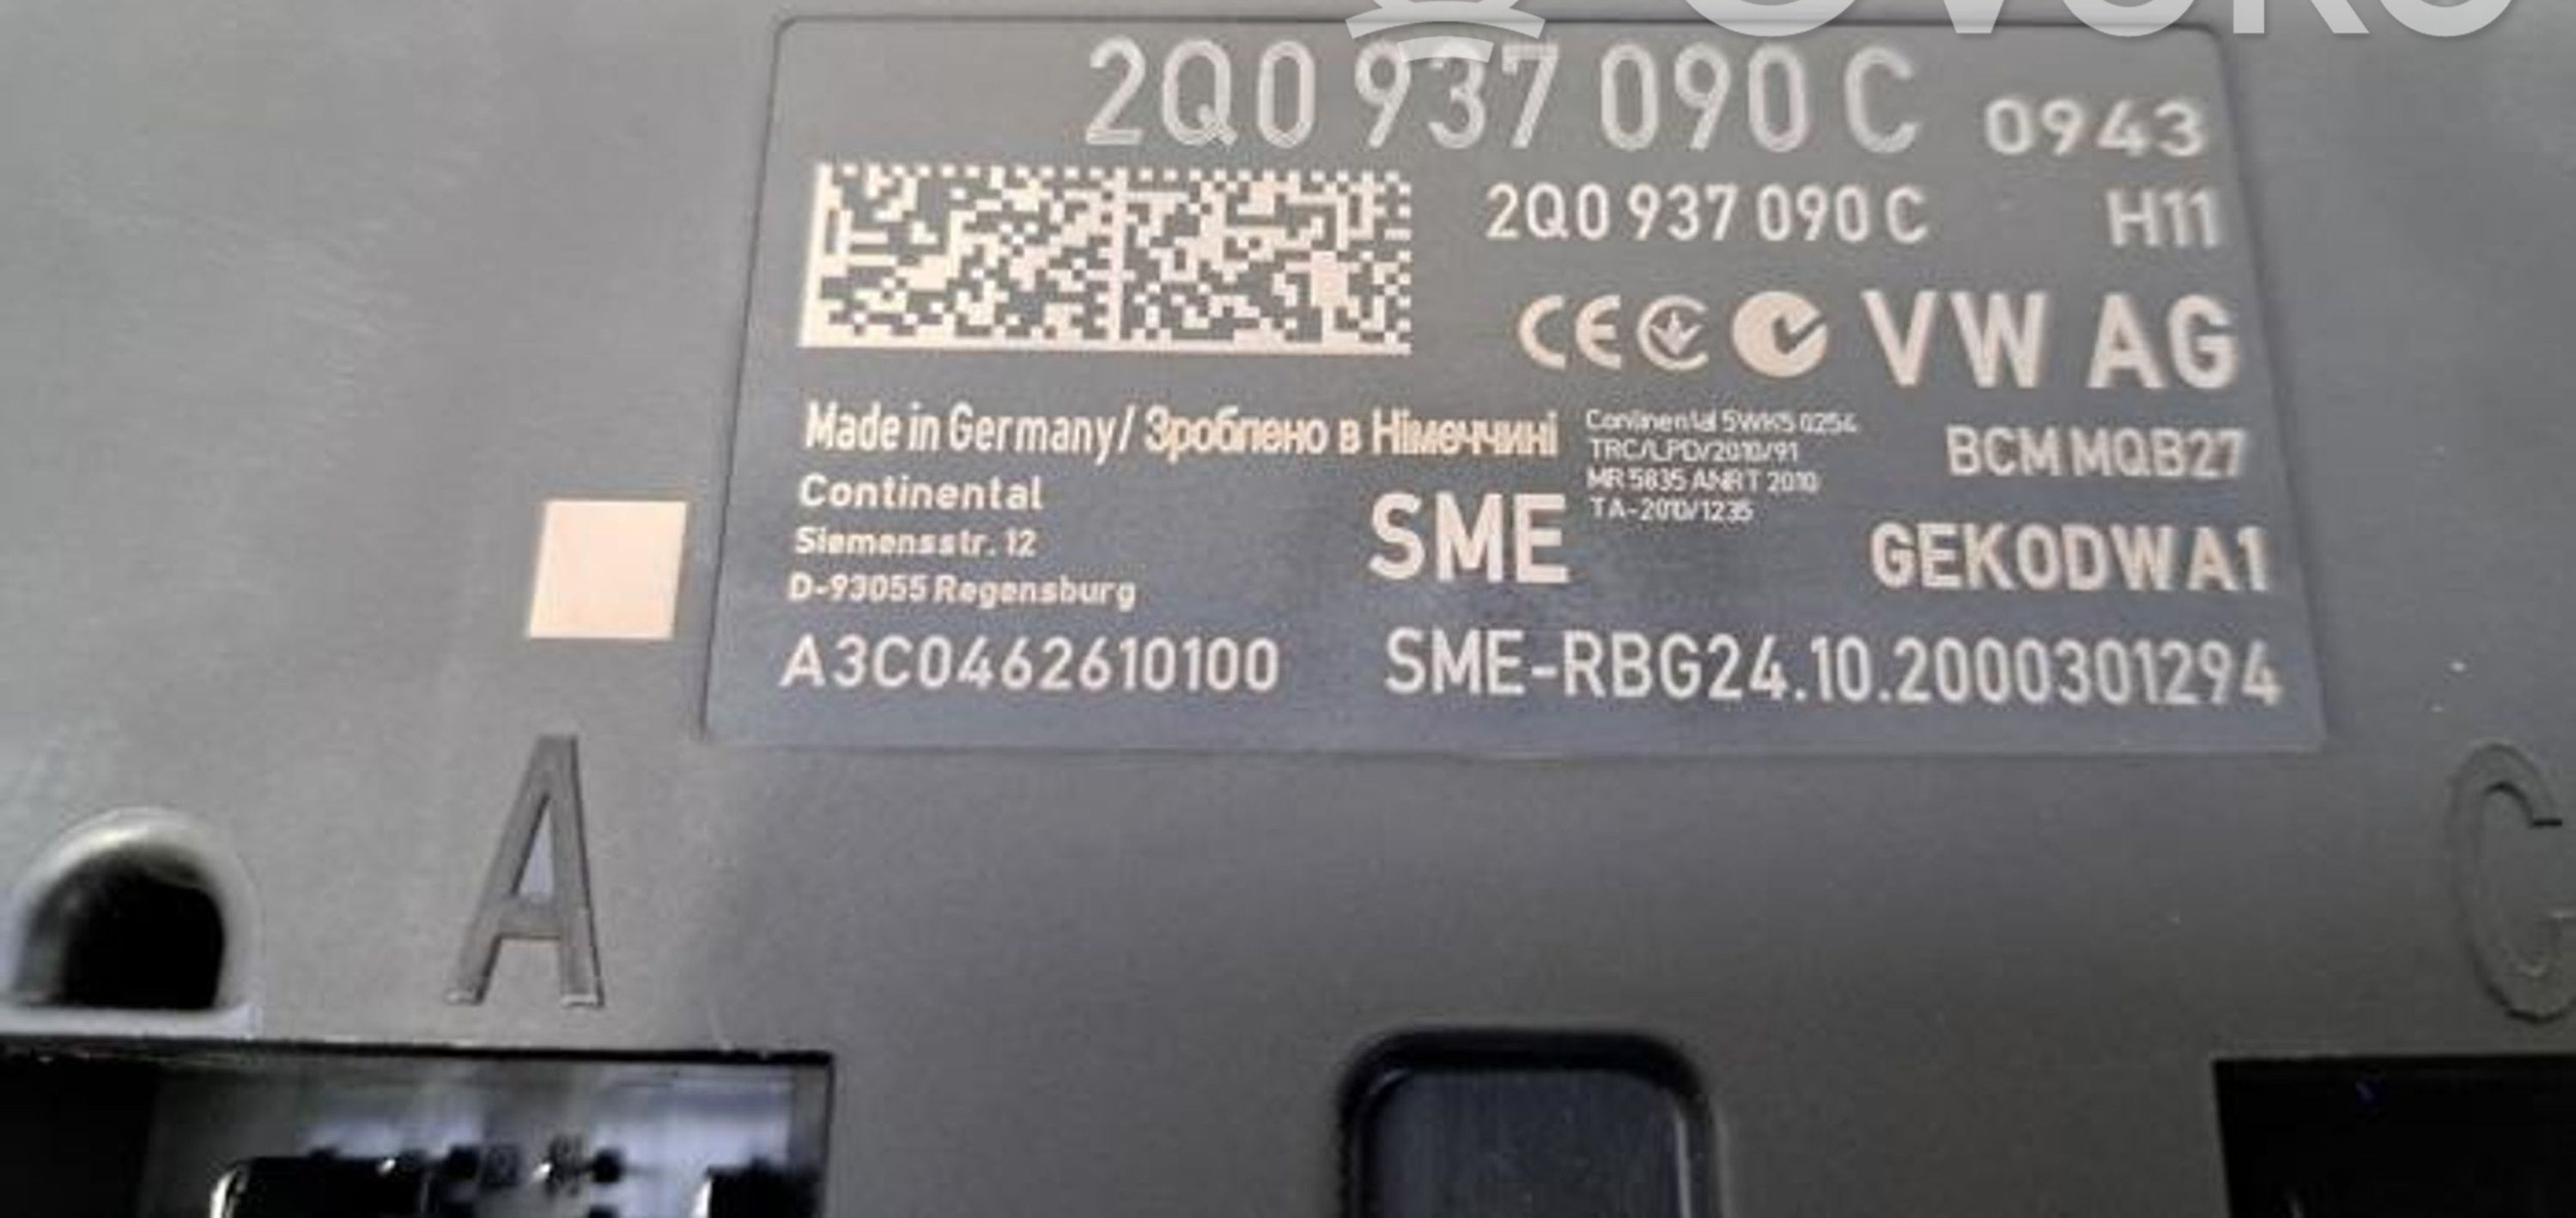 2Q0 937 090 C 0943
2Q0 937 090 C H11
CE VW AG
Made in Germany/ Зроблено в Німеччині
Continental 5WK5 0254
TRC/LPD/2010/91
MR 5835 ANRT 2010
TA-2010/1235
BCM MQB27
Continental
Siemensstr. 12
D-93055 Regensburg
SME
GEK0DW A1
A3C0462610100 SME-RBG24.10.2000301294
A
C